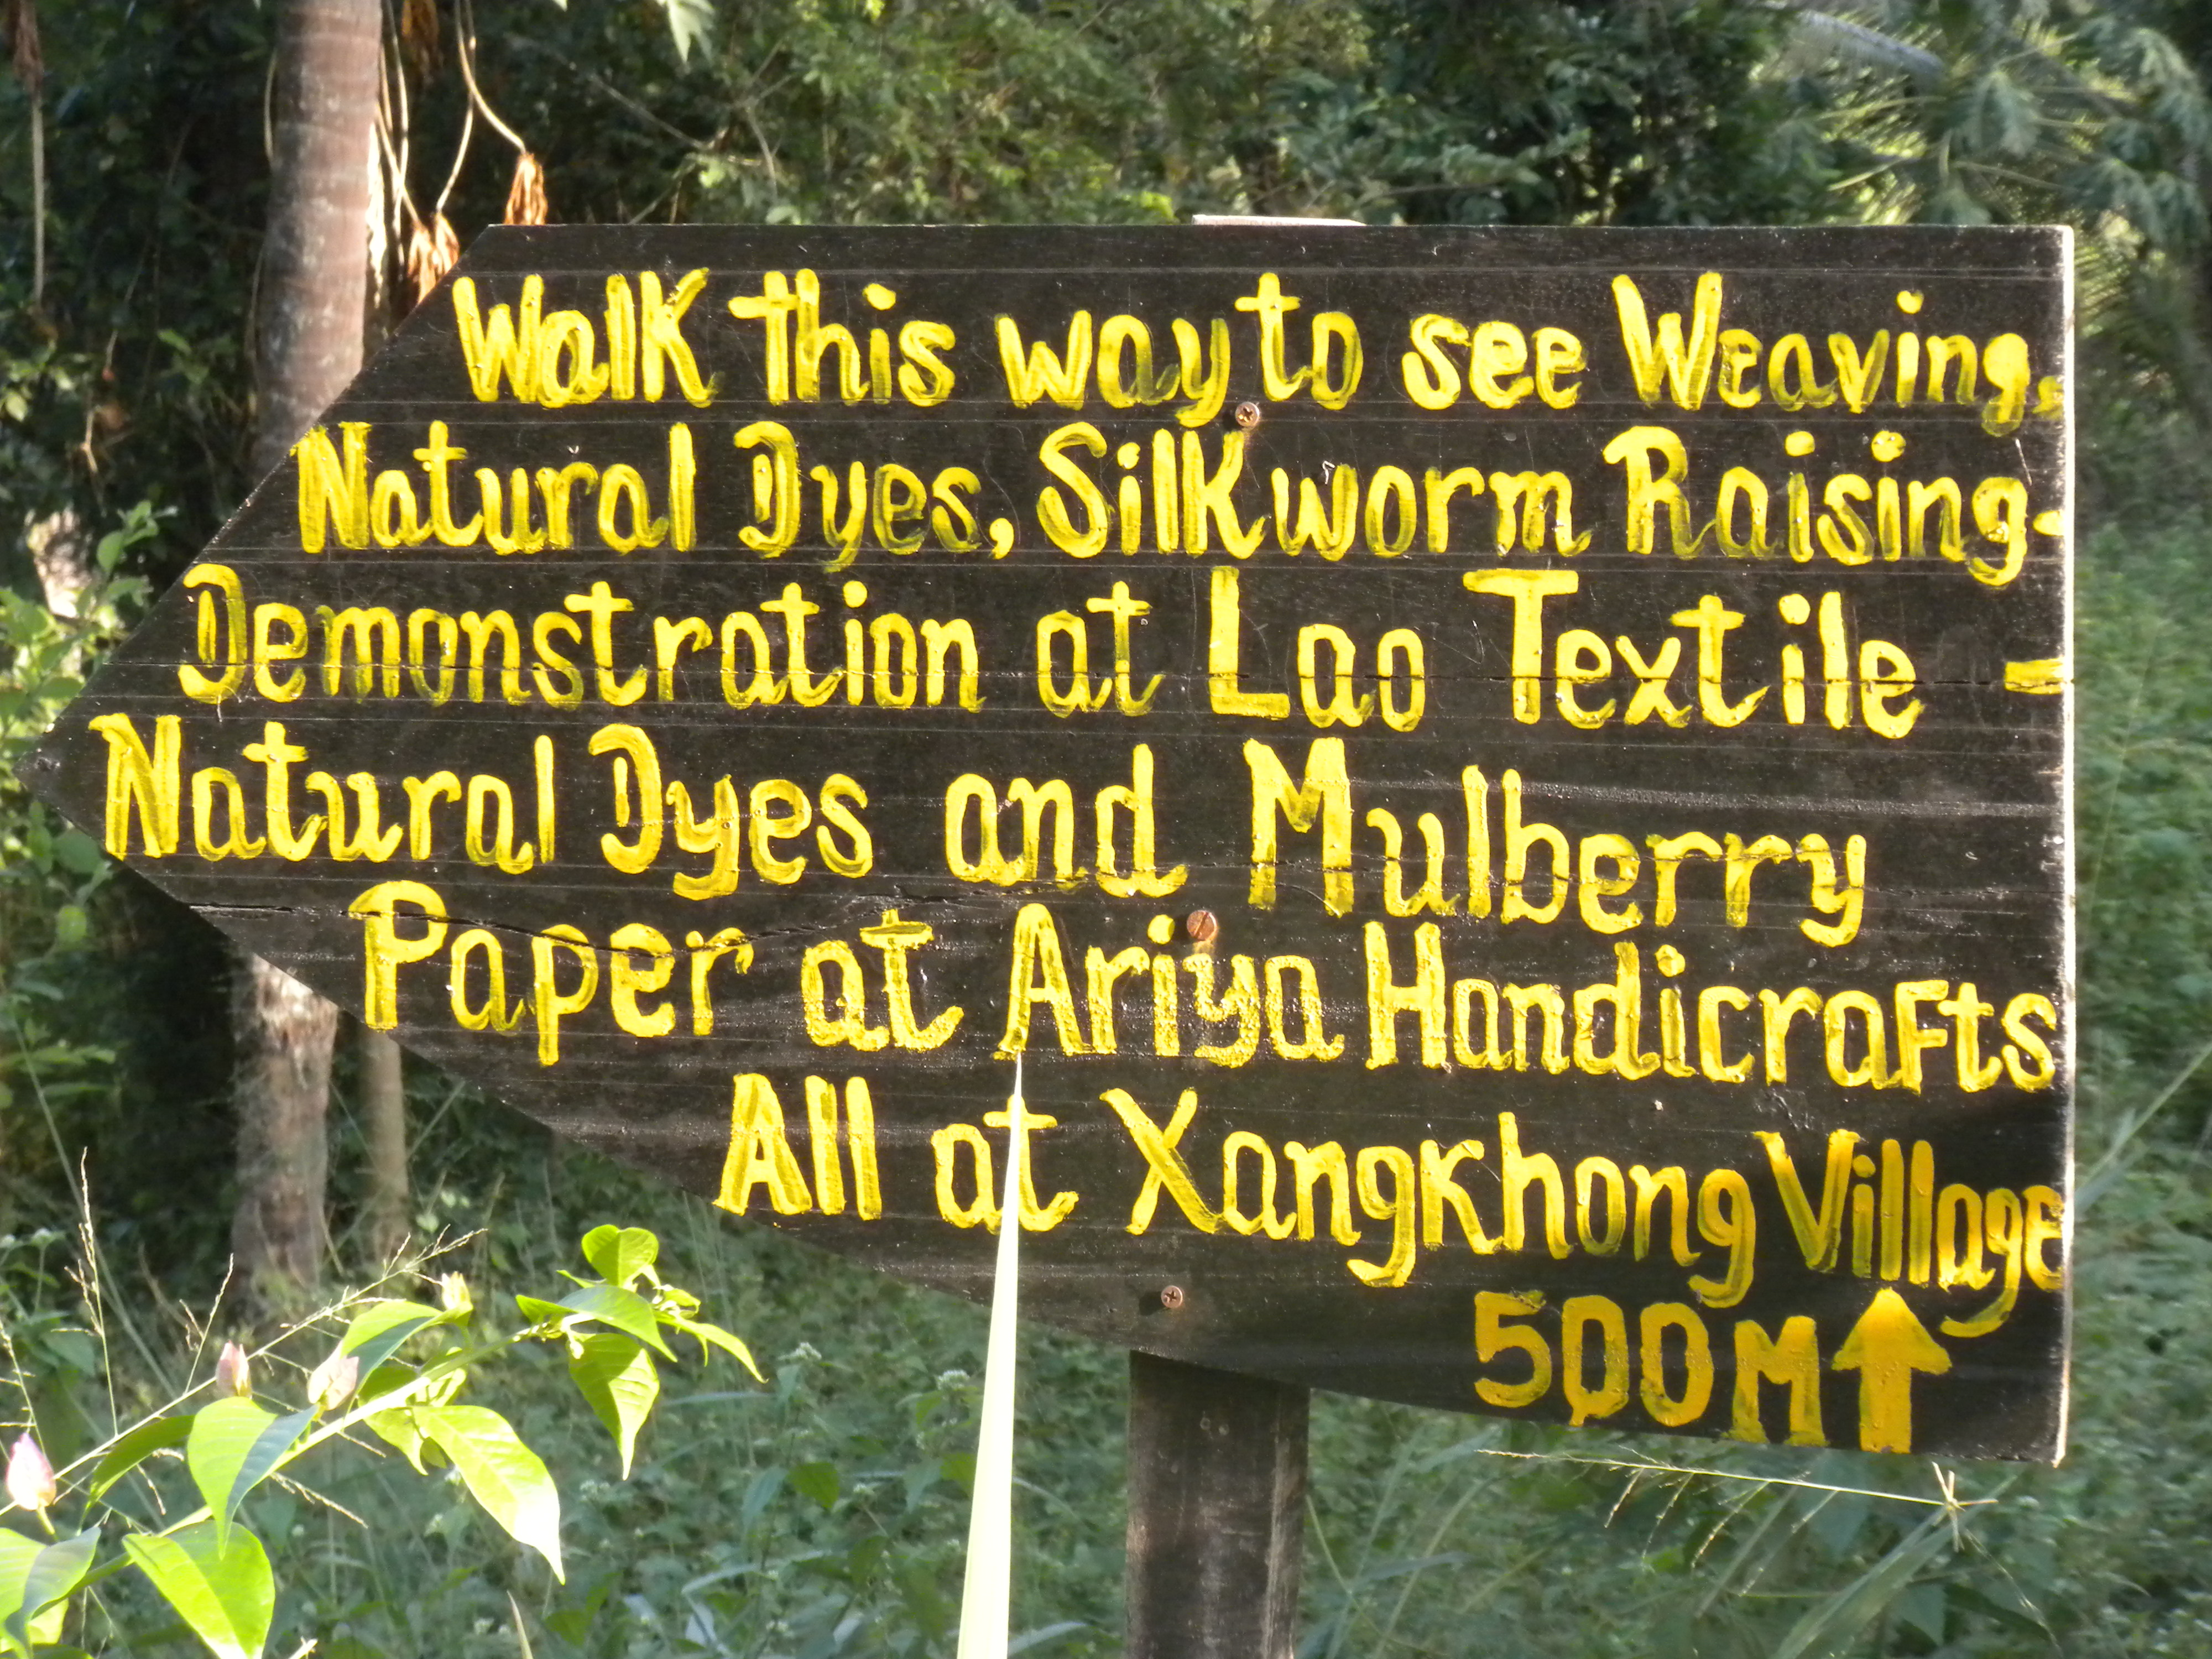 Walk this way to see Weaving,
Natural Dyes, Silkworm Raising-
Demonstration at Lao Textile -
Natural Dyes and Mulberry
Paper at Ariya Handicrafts
All at Xangkhong Village
500M ↑